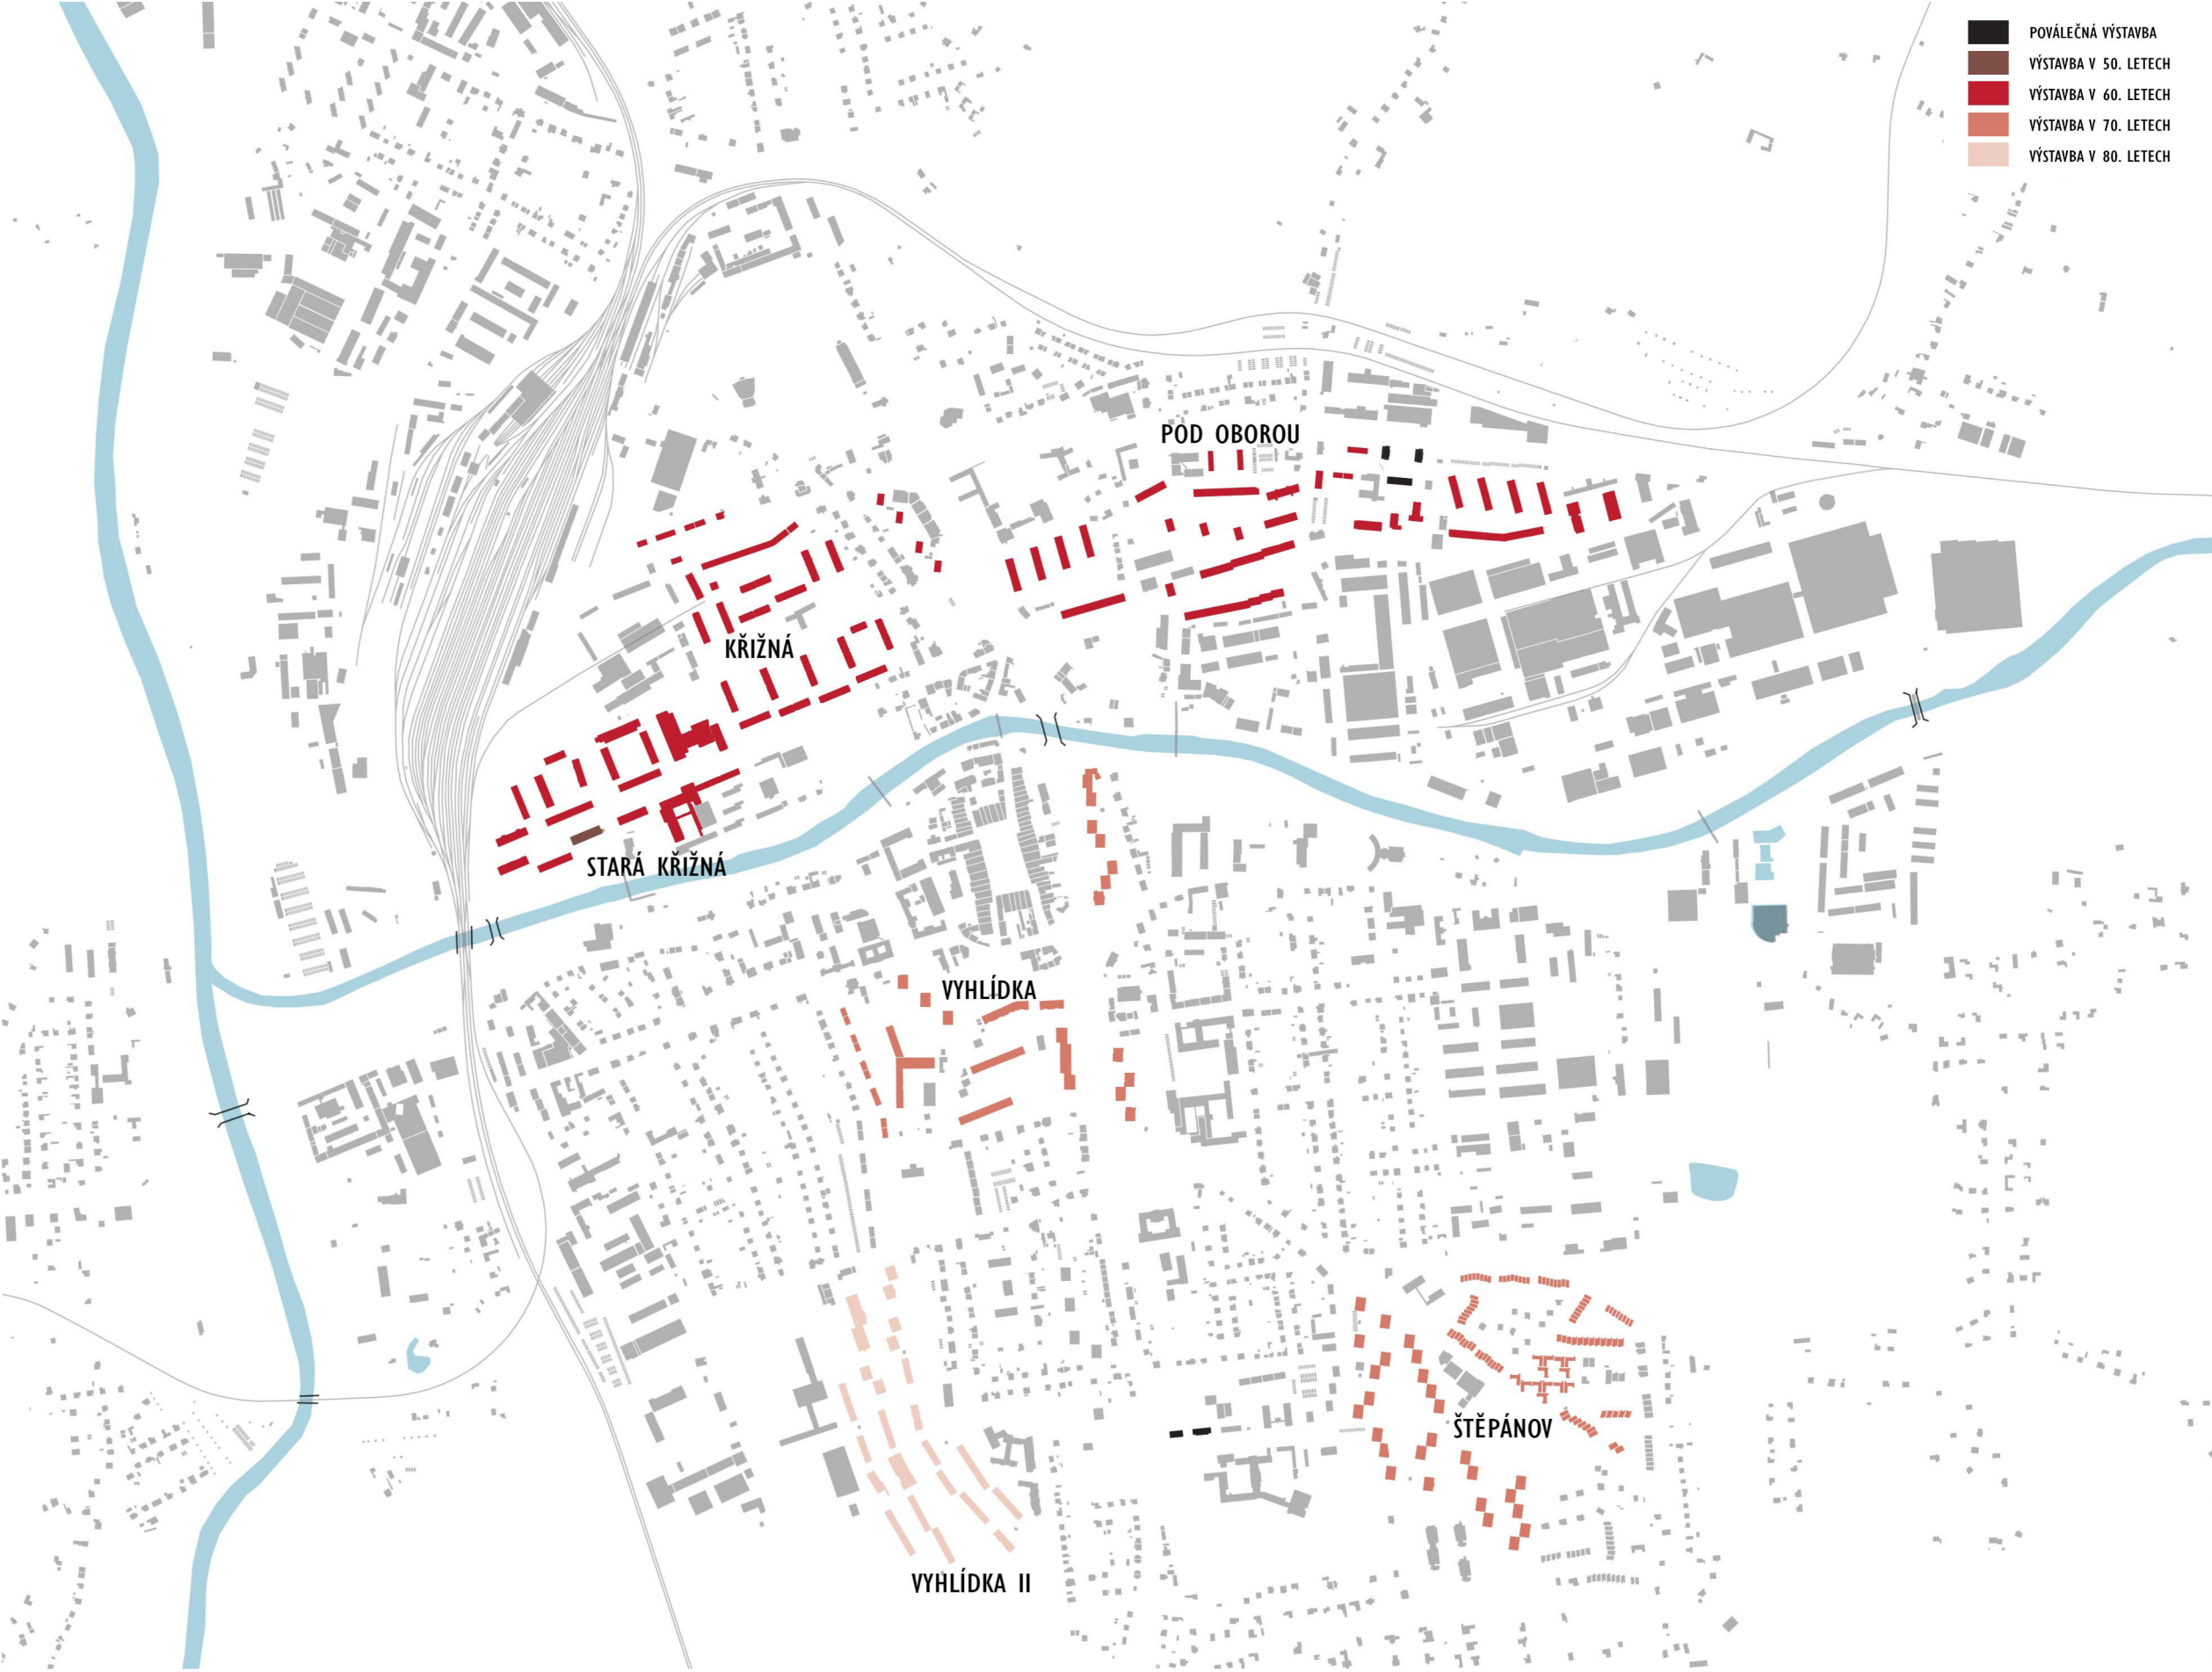 POVÁLEČNÁ VÝSTAVBA
VÝSTAVBA V 50. LETECH
VÝSTAVBA V 60. LETECH
VÝSTAVBA V 70. LETECH
VÝSTAVBA V 80. LETECH
POD OBOROU
KŘIŽNÁ
STARÁ KŘIŽNÁ
VYHLÍDKA
ŠTĚPÁNOV
VYHLÍDKA II